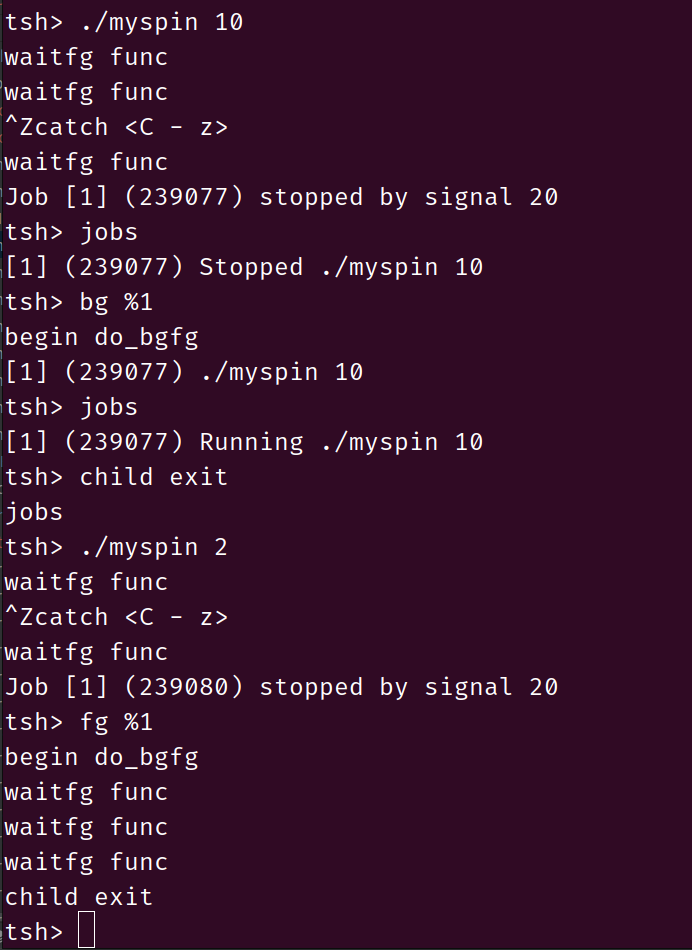 tsh> ./myspin 10
waitfg func
waitfg func
^Zcatch <C - z>
waitfg func
Job [1] (239077) stopped by signal 20
tsh> jobs
[1] (239077) Stopped ./myspin 10
tsh> bg %1
begin do_bgfg
[1] (239077) ./myspin 10
tsh> jobs
[1] (239077) Running ./myspin 10
tsh> child exit
jobs
tsh> ./myspin 2
waitfg func
^Zcatch <C - z>
waitfg func
Job [1] (239080) stopped by signal 20
tsh> fg %1
begin do_bgfg
waitfg func
waitfg func
waitfg func
child exit
tsh>